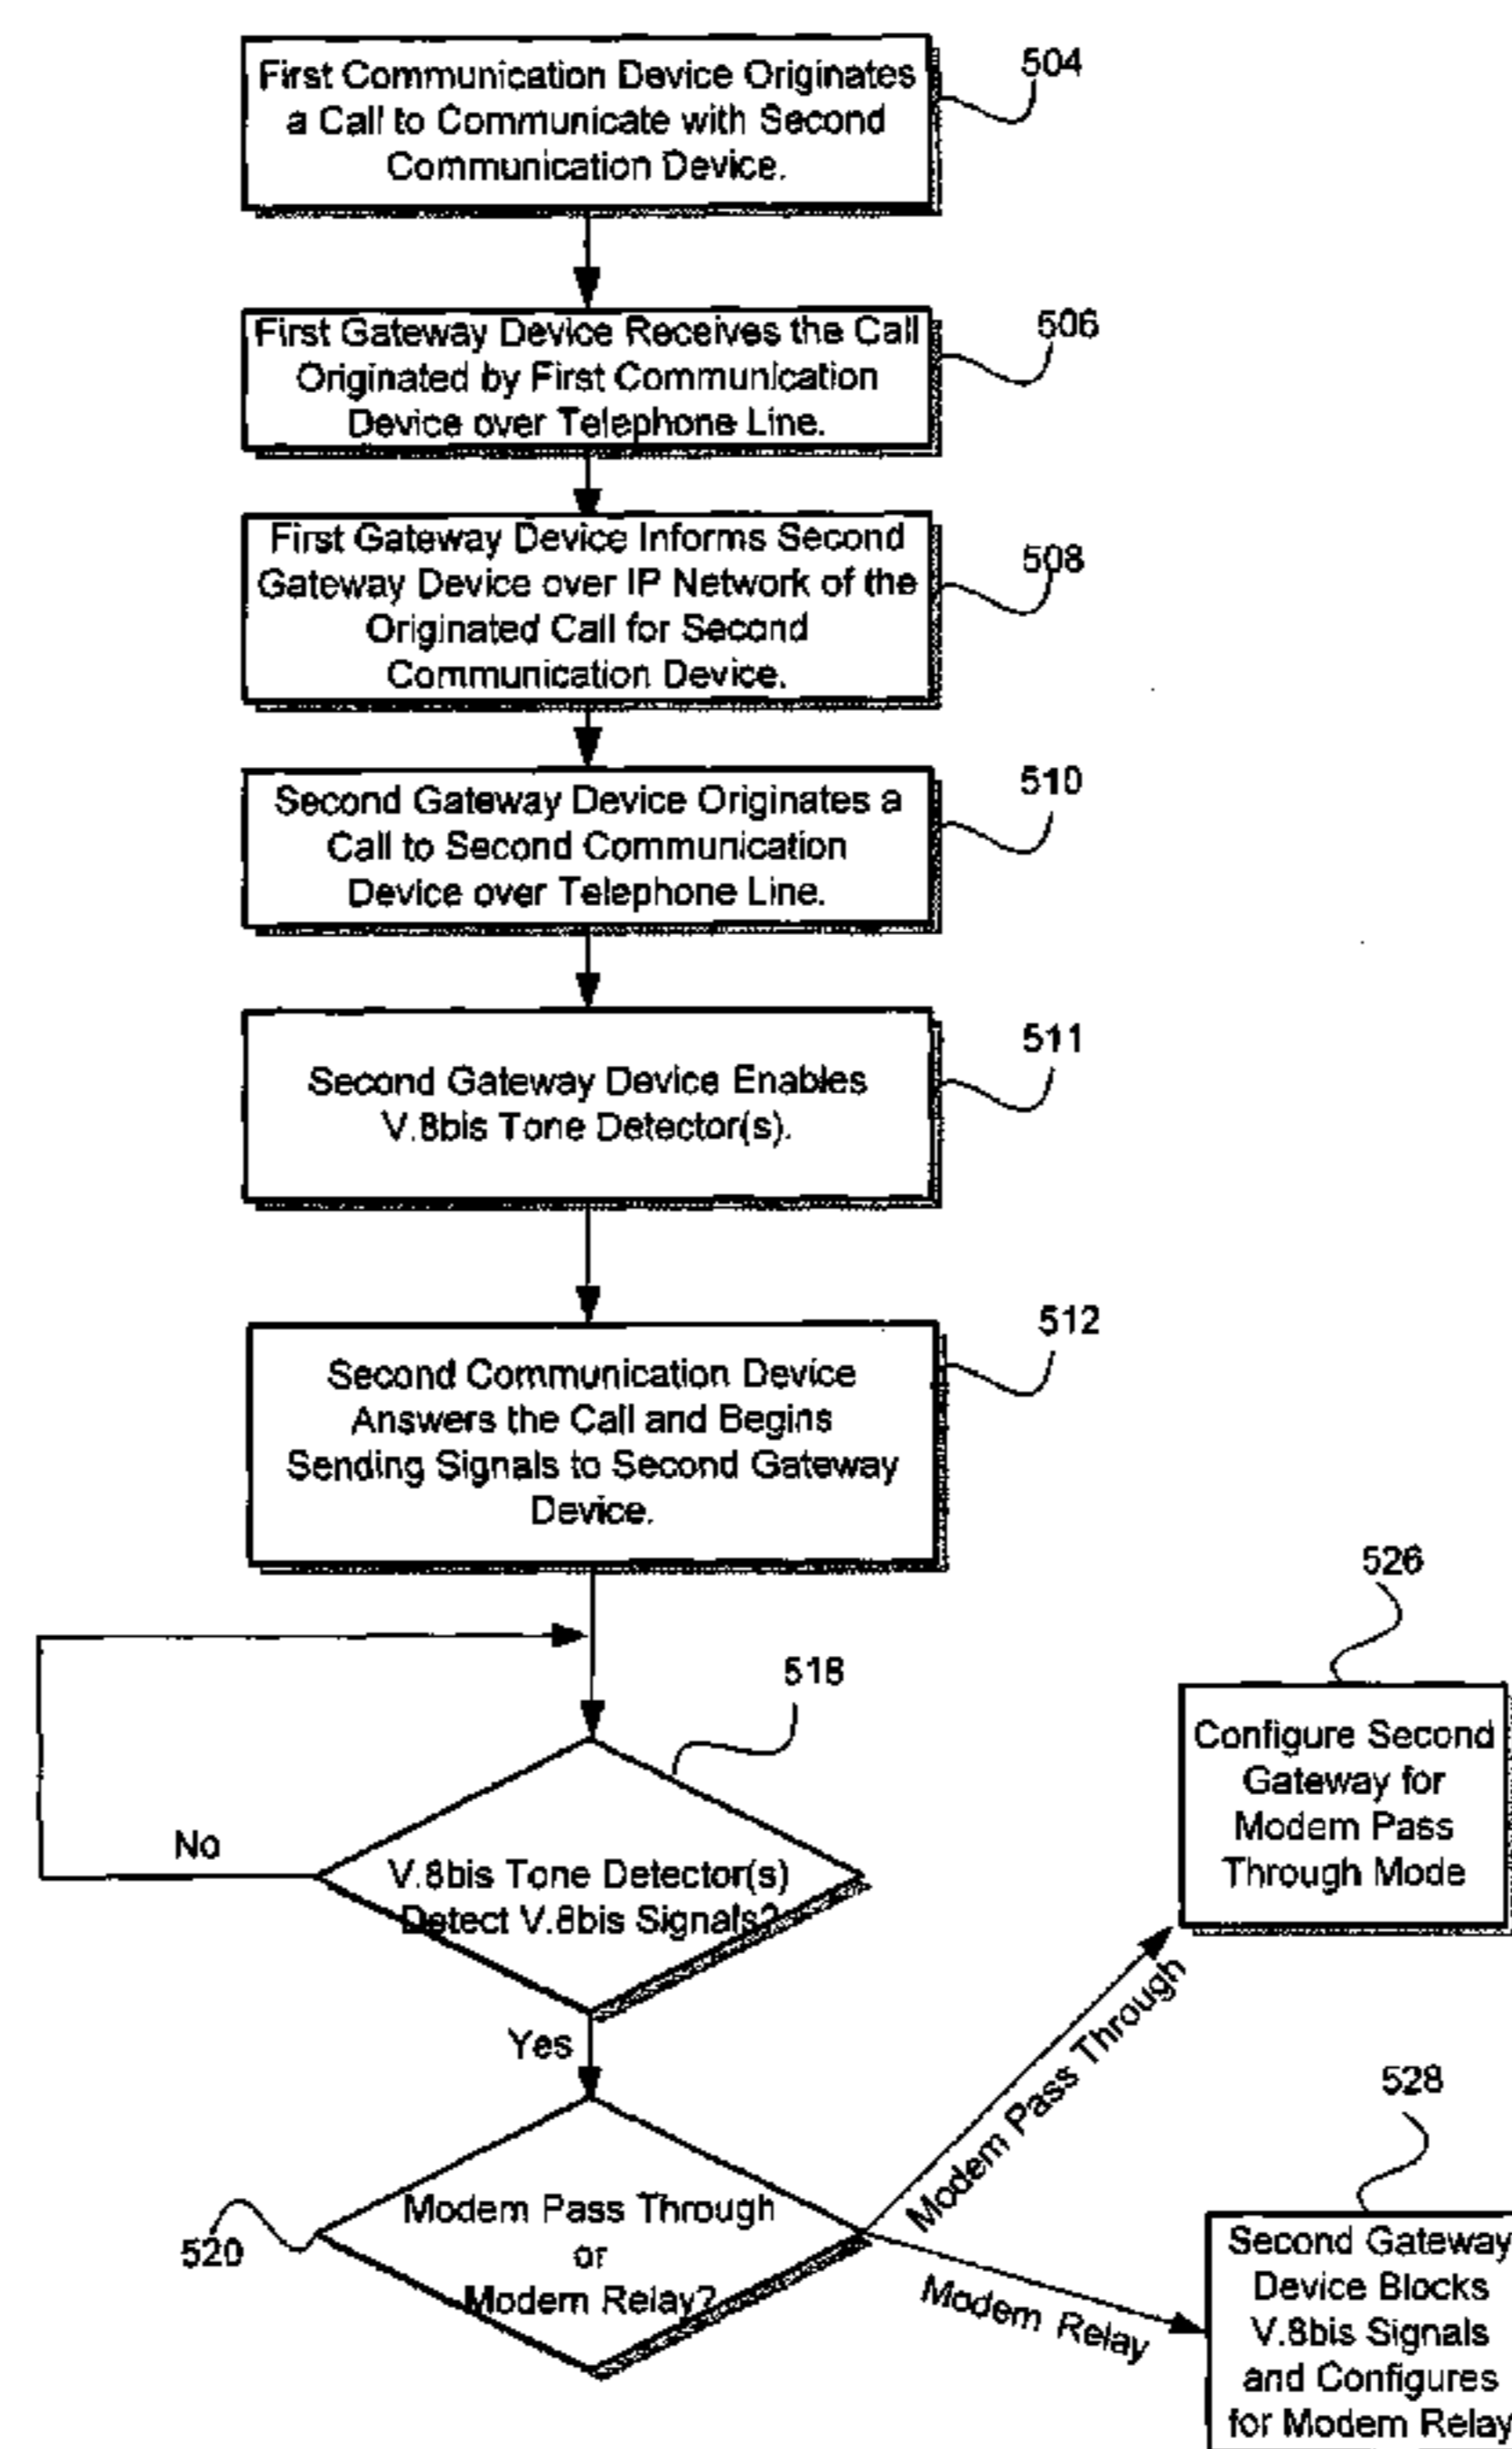 First Communication Device Originates
a Call to Communicate with Second
Communication Device.
504
First Gateway Device Receives the Call
Originated by First Communication
Device over Telephone Line.
506
First Gateway Device Informs Second
Gateway Device over IP Network of the
Originated Call for Second
Communication Device.
508
Second Gateway Device Originates a
Call to Second Communication
Device over Telephone Line.
510
Second Gateway Device Enables
V.8bis Tone Detector(s).
511
Second Communication Device
Answers the Call and Begins
Sending Signals to Second Gateway
Device.
512
518
No
V.8bis Tone Detector(s)
Detect V.8bis Signals?
Yes
526
Configure Second
Gateway for
Modem Pass
Through Mode
Modem Pass Through
520
Modem Pass Through
or
Modem Relay?
Modem Relay
528
Second Gateway
Device Blocks
V.8bis Signals
and Configures
for Modem Relay